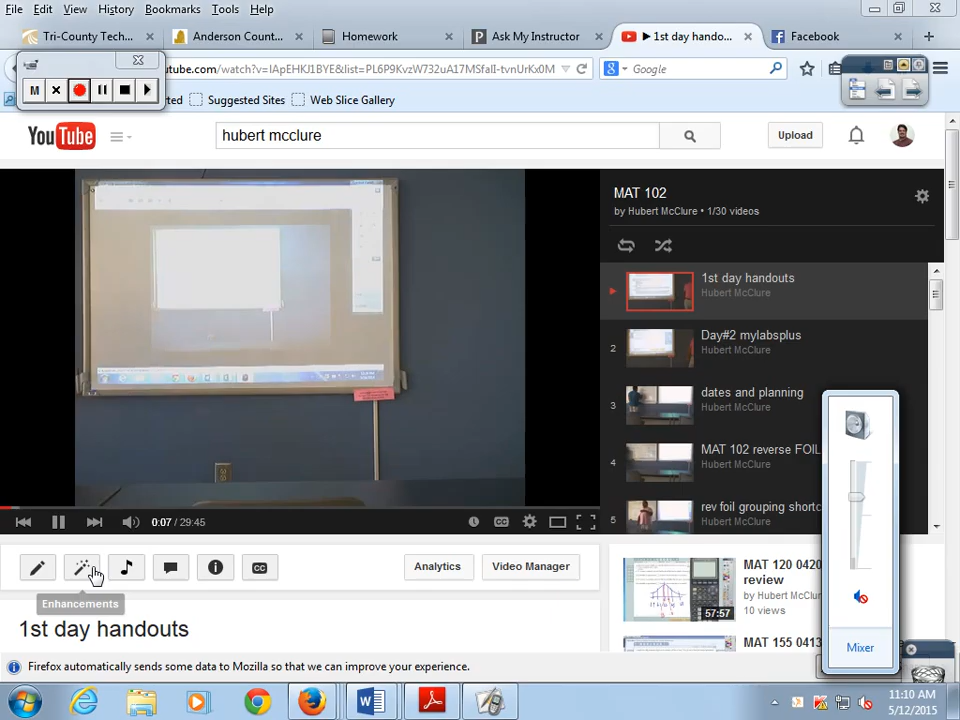 File Edit View History Bookmarks Tools Help
Tri-County Tech... Anderson Count... Homework Ask My Instructor ▶ 1st day hando... Facebook
utube.com/watch?v=IApEHKJ1BYE&list=PL6P9KvzW732uA17MSfaII-tvnUrKx0M Google
M
Suggested Sites Web Slice Gallery
YouTube hubert mcclure Upload
MAT 102
by Hubert McClure • 1/30 videos
1st day handouts
Hubert McClure
2 Day#2 mylabsplus
Hubert McClure
3 dates and planning
Hubert McClure
4 MAT 102 reverse FOIL
Hubert McClure
5 rev foil grouping shortc
Hubert McClure
0:07 / 29:45
CC
CC Analytics Video Manager
Enhancements
1st day handouts
MAT 120 0420
review
by Hubert McClu
10 views
57:57
MAT 155 0413
Mixer
Firefox automatically sends some data to Mozilla so that we can improve your experience.
11:10 AM
5/12/2015